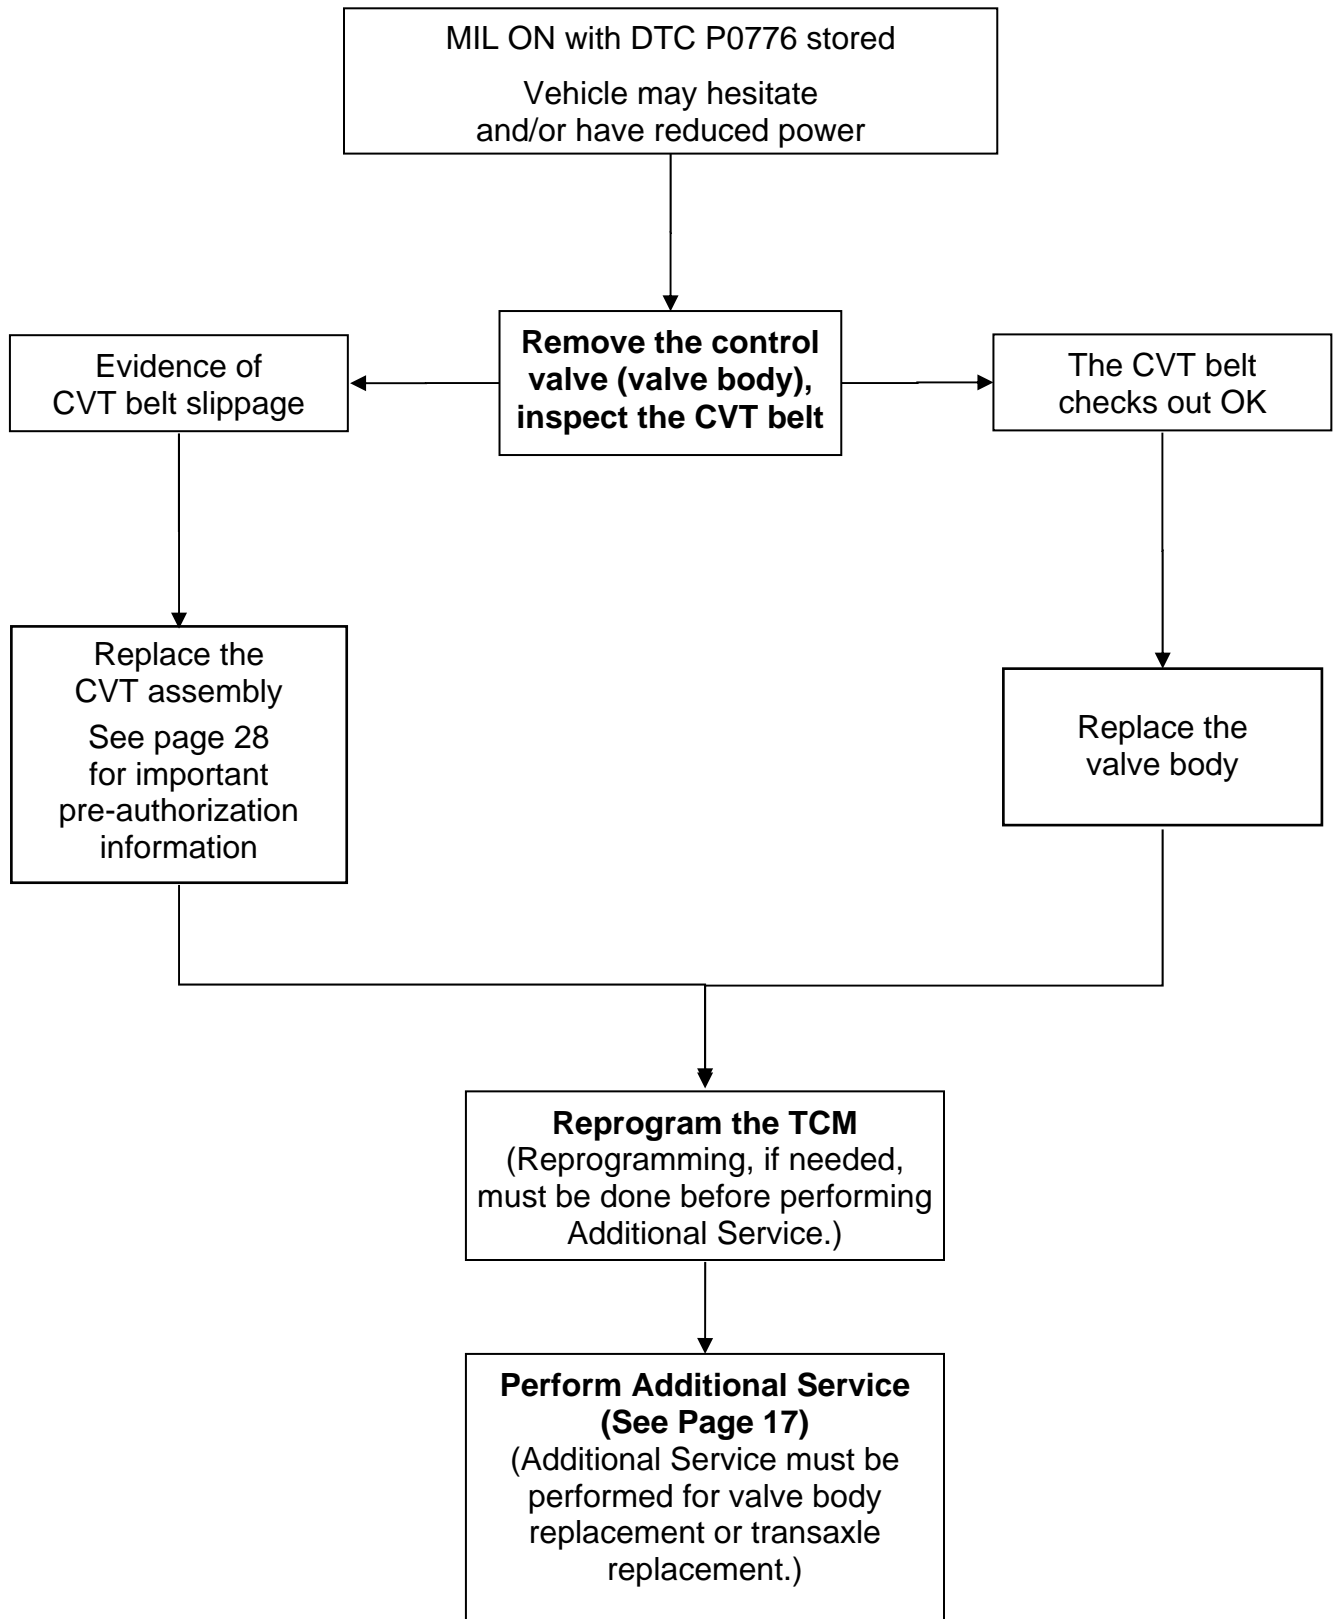 MIL ON with DTC P0776 stored
Vehicle may hesitate
and/or have reduced power
Remove the control
valve (valve body),
inspect the CVT belt
Evidence of
CVT belt slippage
The CVT belt
checks out OK
Replace the
CVT assembly
See page 28
for important
pre-authorization
information
Replace the
valve body
Reprogram the TCM
(Reprogramming, if needed,
must be done before performing
Additional Service.)
Perform Additional Service
(See Page 17)
(Additional Service must be
performed for valve body
replacement or transaxle
replacement.)